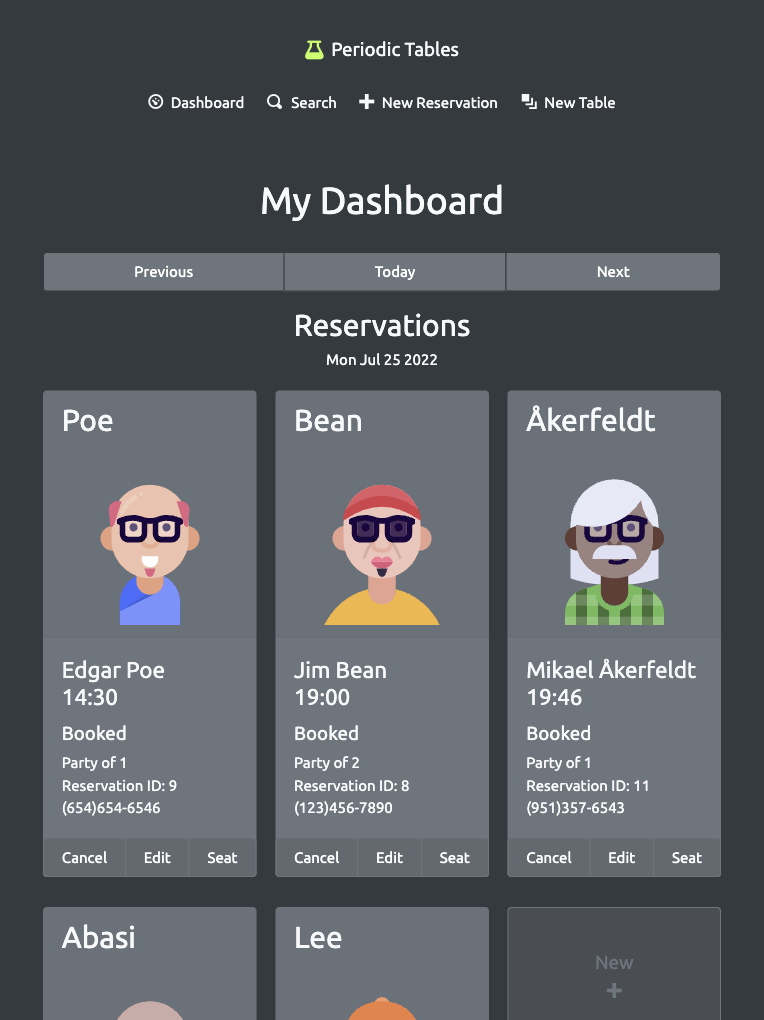 Periodic Tables
Dashboard Search New Reservation New Table
My Dashboard
Previous Today Next
Reservations
Mon Jul 25 2022
Poe
Edgar Poe
14:30
Booked
Party of 1
Reservation ID: 9
(654)654-6546
Cancel Edit Seat
Bean
Jim Bean
19:00
Booked
Party of 2
Reservation ID: 8
(123)456-7890
Cancel Edit Seat
Åkerfeldt
Mikael Åkerfeldt
19:46
Booked
Party of 1
Reservation ID: 11
(951)357-6543
Cancel Edit Seat
Abasi
Lee
New